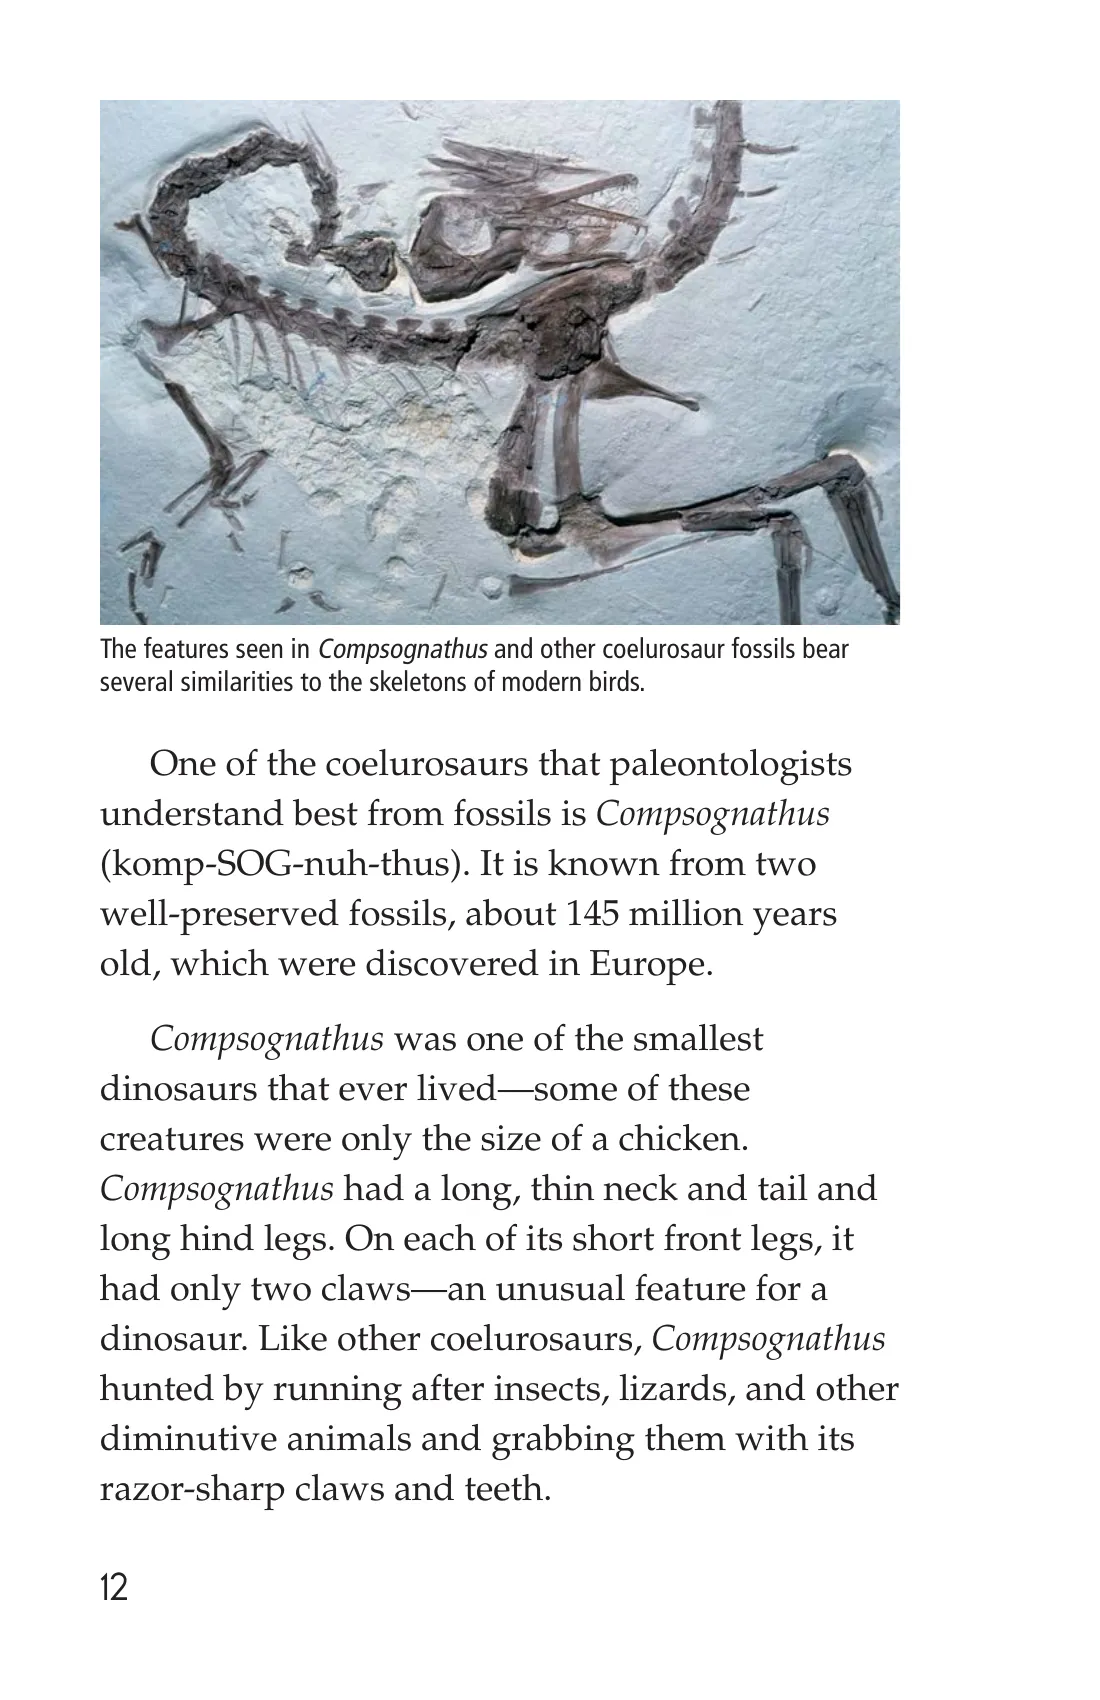 The features seen in Compsognathus and other coelurosaur fossils bear
several similarities to the skeletons of modern birds.
One of the coelurosaurs that paleontologists
understand best from fossils is Compsognathus
(komp-SOG-nuh-thus). It is known from two
well-preserved fossils, about 145 million years
old, which were discovered in Europe.
Compsognathus was one of the smallest
dinosaurs that ever lived—some of these
creatures were only the size of a chicken.
Compsognathus had a long, thin neck and tail and
long hind legs. On each of its short front legs, it
had only two claws—an unusual feature for a
dinosaur. Like other coelurosaurs, Compsognathus
hunted by running after insects, lizards, and other
diminutive animals and grabbing them with its
razor-sharp claws and teeth.
12